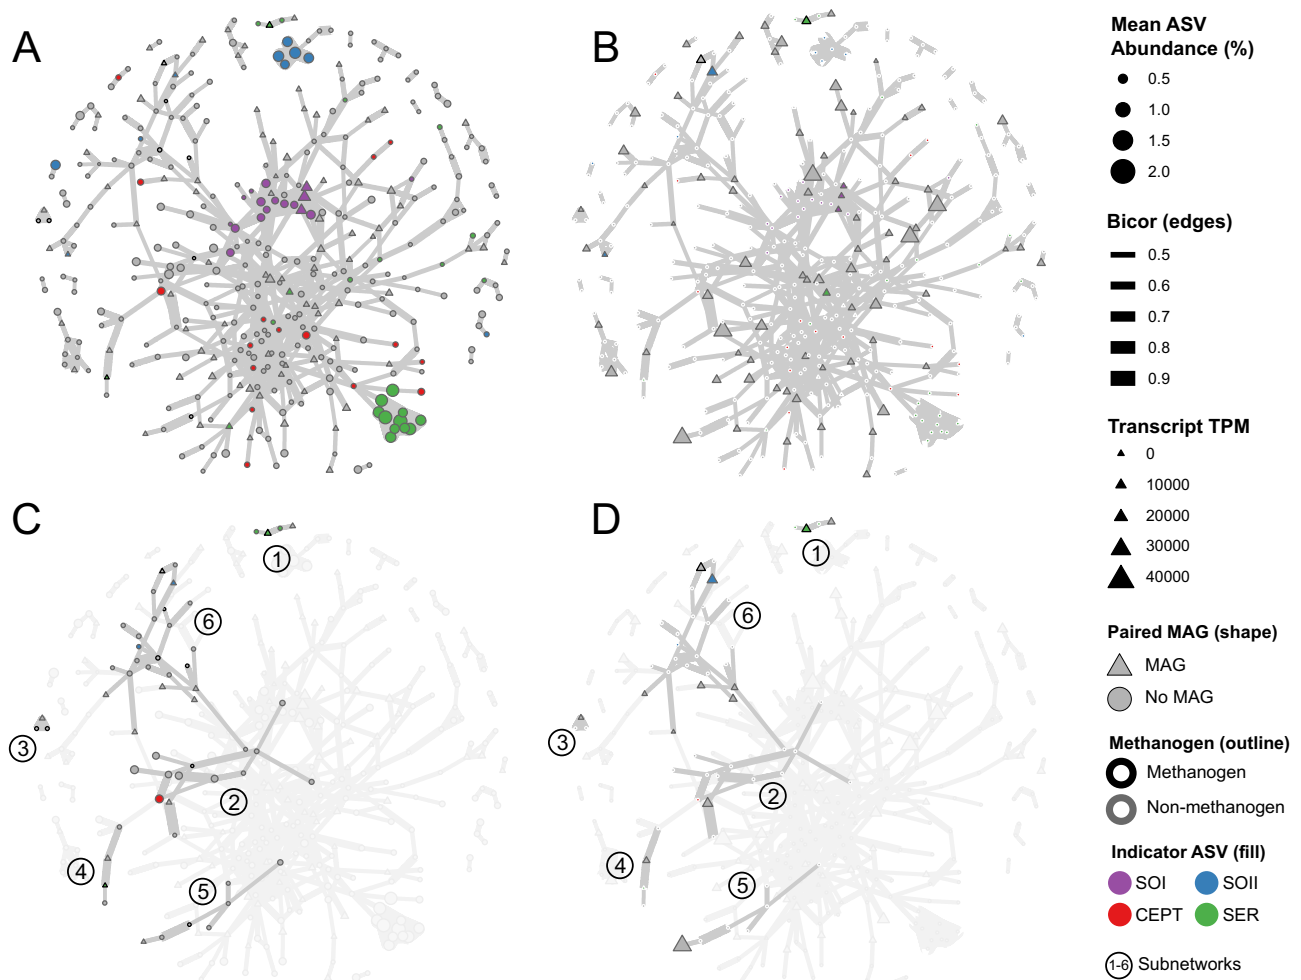 A
B
C
D
1
6
3
2
4
5
1
6
3
2
4
5
Mean ASV
Abundance (%)
0.5
1.0
1.5
2.0
Bicor (edges)
0.5
0.6
0.7
0.8
0.9
Transcript TPM
0
10000
20000
30000
40000
Paired MAG (shape)
MAG
No MAG
Methanogen (outline)
Methanogen
Non-methanogen
Indicator ASV (fill)
SOI SOII
CEPT SER
1-6 Subnetworks